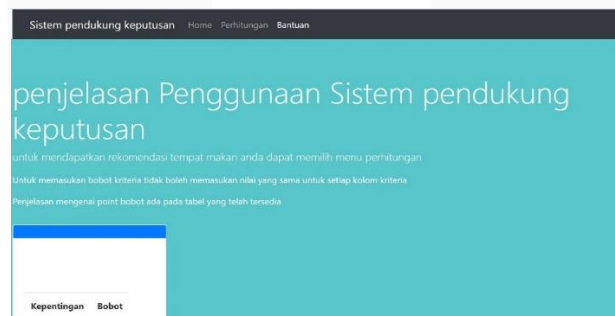 Sistem pendukung keputusan Home Perhitungan Bantuan
penjelasan Penggunaan Sistem pendukung
keputusan
untuk mendapatkan rekomendasi tempat makan anda dapat memilih menu perhitungan
Untuk memasukan bobot kriteria tidak boleh memasukan nilai yang sama untuk setiap kolom kriteria
Penjelasan mengenai point bobot ada pada tabel yang telah tersedia
Kepentingan Bobot